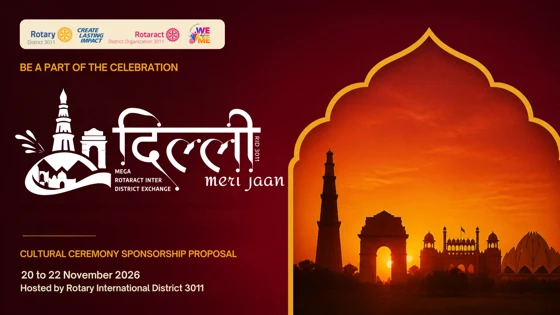 Rotary
District 3011
CREATE
LASTING
IMPACT
Rotaract
District Organization 3011
WE
ME
BE A PART OF THE CELEBRATION
दिल्ली
RID 3011
meri jaan
MEGA
ROTARACT INTER
DISTRICT EXCHANGE
CULTURAL CEREMONY SPONSORSHIP PROPOSAL
20 to 22 November 2026
Hosted by Rotary International District 3011